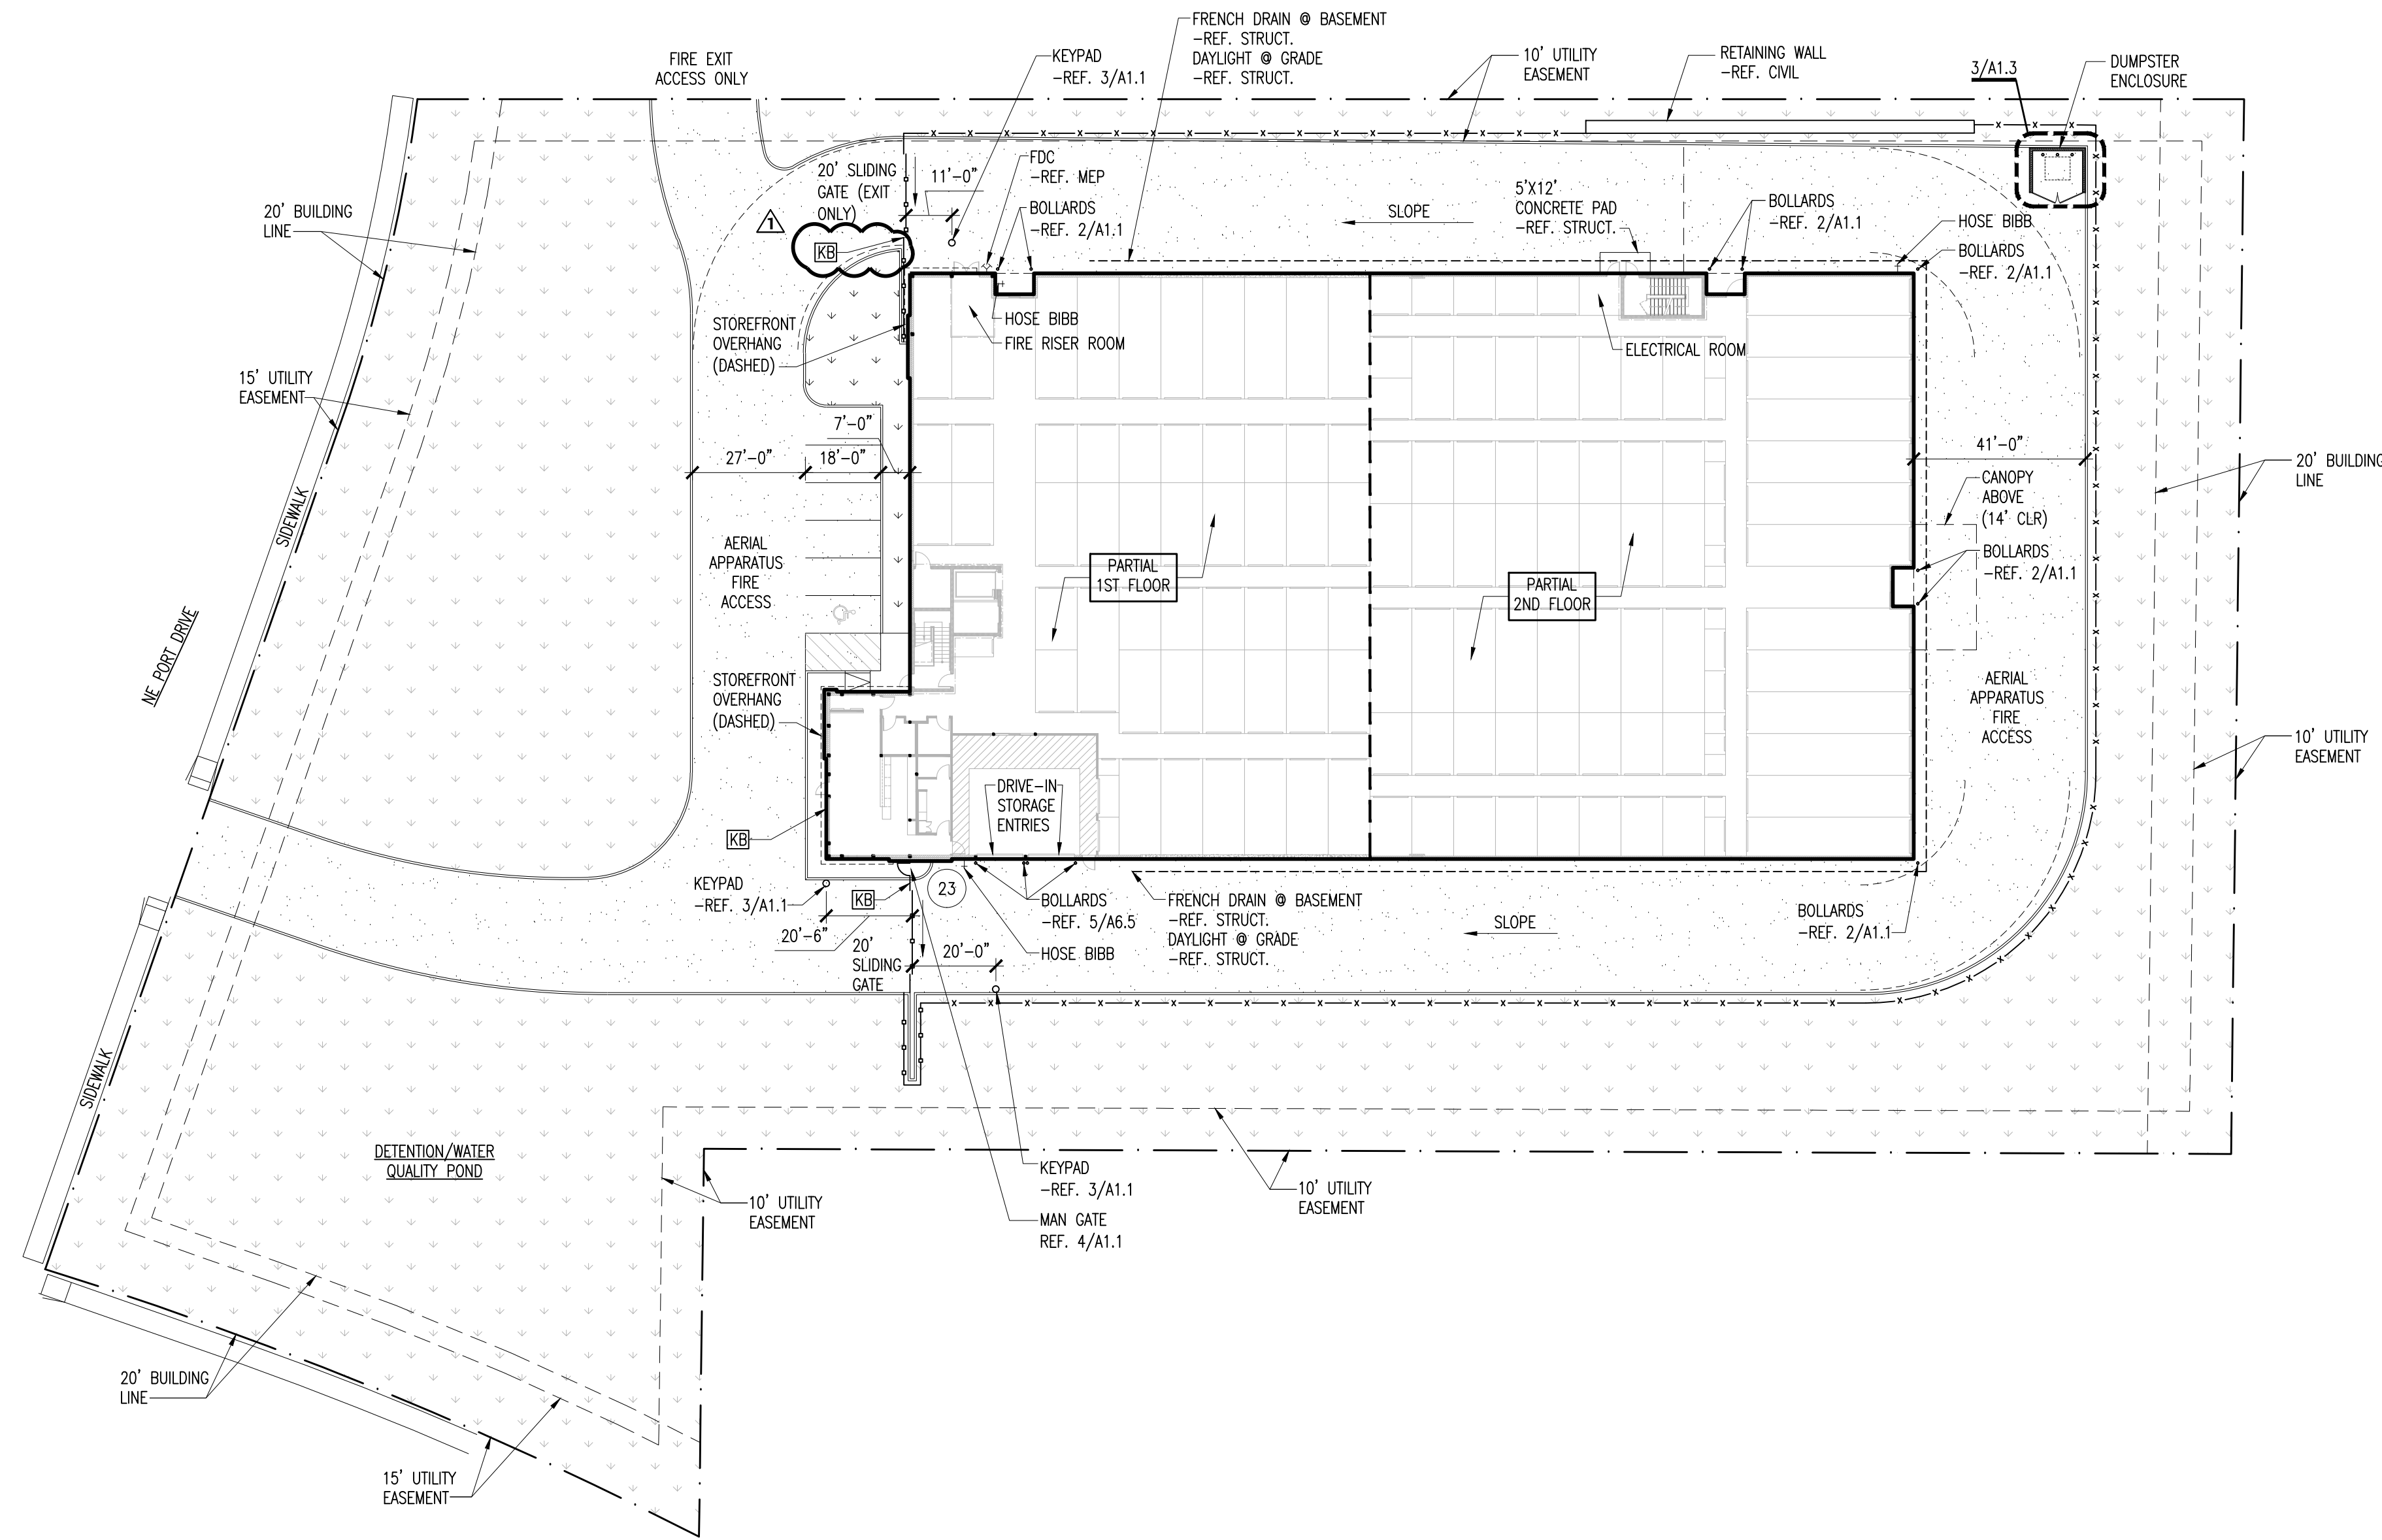 FRENCH DRAIN @ BASEMENT
-REF. STRUCT.
DAYLIGHT @ GRADE
-REF. STRUCT.
FIRE EXIT
ACCESS ONLY
KEYPAD
-REF. 3/A1.1
10' UTILITY
EASEMENT
RETAINING WALL
-REF. CIVIL
3/A1.3
DUMPSTER
ENCLOSURE
20' SLIDING
GATE (EXIT
ONLY)
11'-0"
FDC
-REF. MEP
BOLLARDS
-REF. 2/A1.1
5'X12'
CONCRETE PAD
-REF. STRUCT.
SLOPE
BOLLARDS
-REF. 2/A1.1
HOSE BIBB
BOLLARDS
-REF. 2/A1.1
20' BUILDING
LINE
1
KB
STOREFRONT
OVERHANG
(DASHED)
HOSE BIBB
FIRE RISER ROOM
ELECTRICAL ROOM
15' UTILITY
EASEMENT
7'-0"
27'-0"
18'-0"
41'-0"
20' BUILDING
LINE
CANOPY
ABOVE
(14' CLR)
SIDEWALK
AERIAL
APPARATUS
FIRE
ACCESS
PARTIAL
1ST FLOOR
PARTIAL
2ND FLOOR
BOLLARDS
-REF. 2/A1.1
NE PORT DRIVE
STOREFRONT
OVERHANG
(DASHED)
AERIAL
APPARATUS
FIRE
ACCESS
10' UTILITY
EASEMENT
DRIVE-IN
STORAGE
ENTRIES
KB
KEYPAD
-REF. 3/A1.1
KB
23
BOLLARDS
-REF. 5/A6.5
FRENCH DRAIN @ BASEMENT
-REF. STRUCT.
DAYLIGHT @ GRADE
-REF. STRUCT.
SLOPE
BOLLARDS
-REF. 2/A1.1
20'-6"
20'
SLIDING
GATE
20'-0"
HOSE BIBB
SIDEWALK
DETENTION/WATER
QUALITY POND
KEYPAD
-REF. 3/A1.1
10' UTILITY
EASEMENT
10' UTILITY
EASEMENT
MAN GATE
REF. 4/A1.1
20' BUILDING
LINE
15' UTILITY
EASEMENT